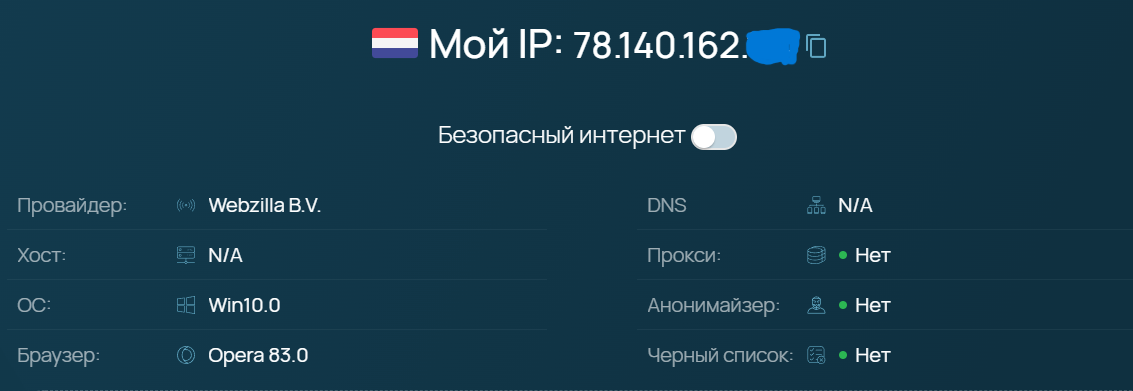 Мой IP: 78.140.162.
Безопасный интернет
Провайдер: Webzilla B.V.
DNS N/A
Хост: N/A
Прокси: Нет
ОС: Win10.0
Анонимайзер: Нет
Браузер: Opera 83.0
Черный список: Нет